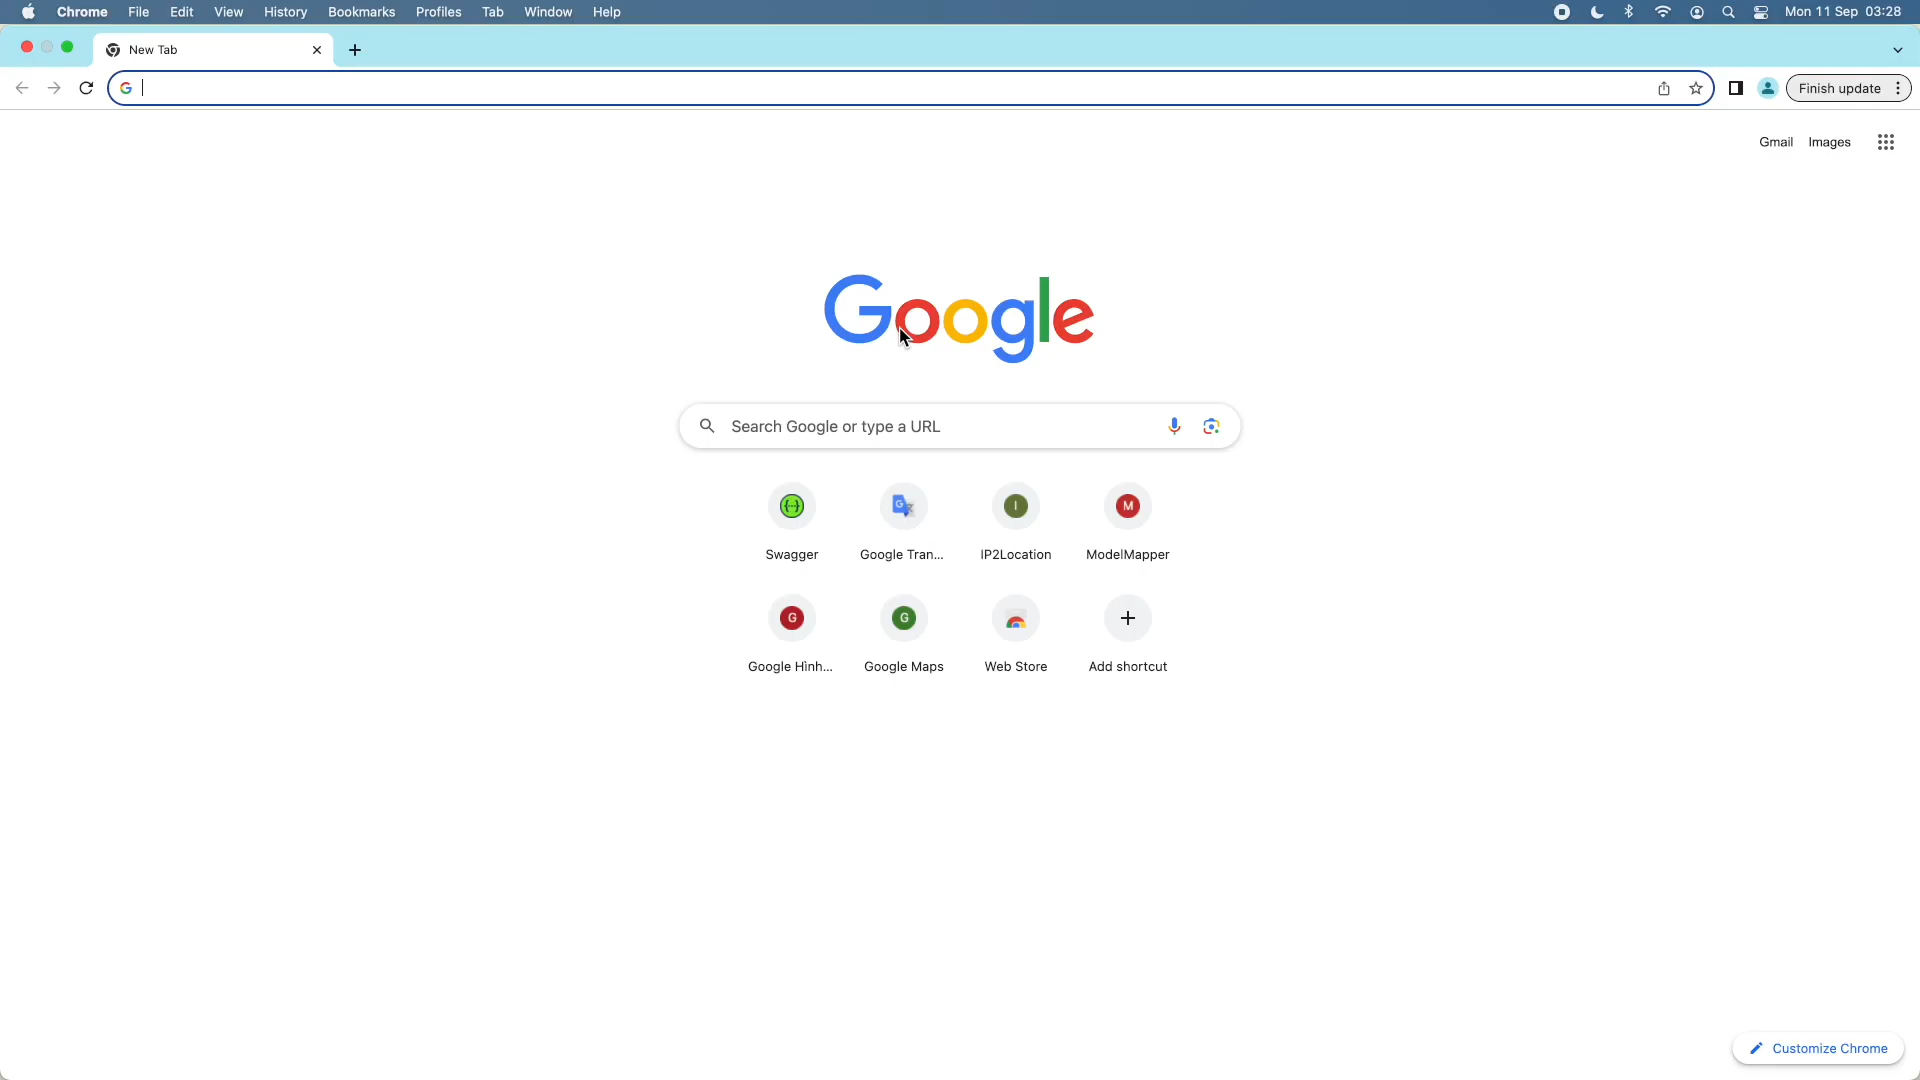 Chrome File Edit View History Bookmarks Profiles Tab Window Help Mon 11 Sep 03:28
New Tab
Finish update
Gmail Images
Google
Search Google or type a URL
Swagger Google Tran... IP2Location ModelMapper
I M
G G
Google Hình... Google Maps Web Store Add shortcut
Customize Chrome